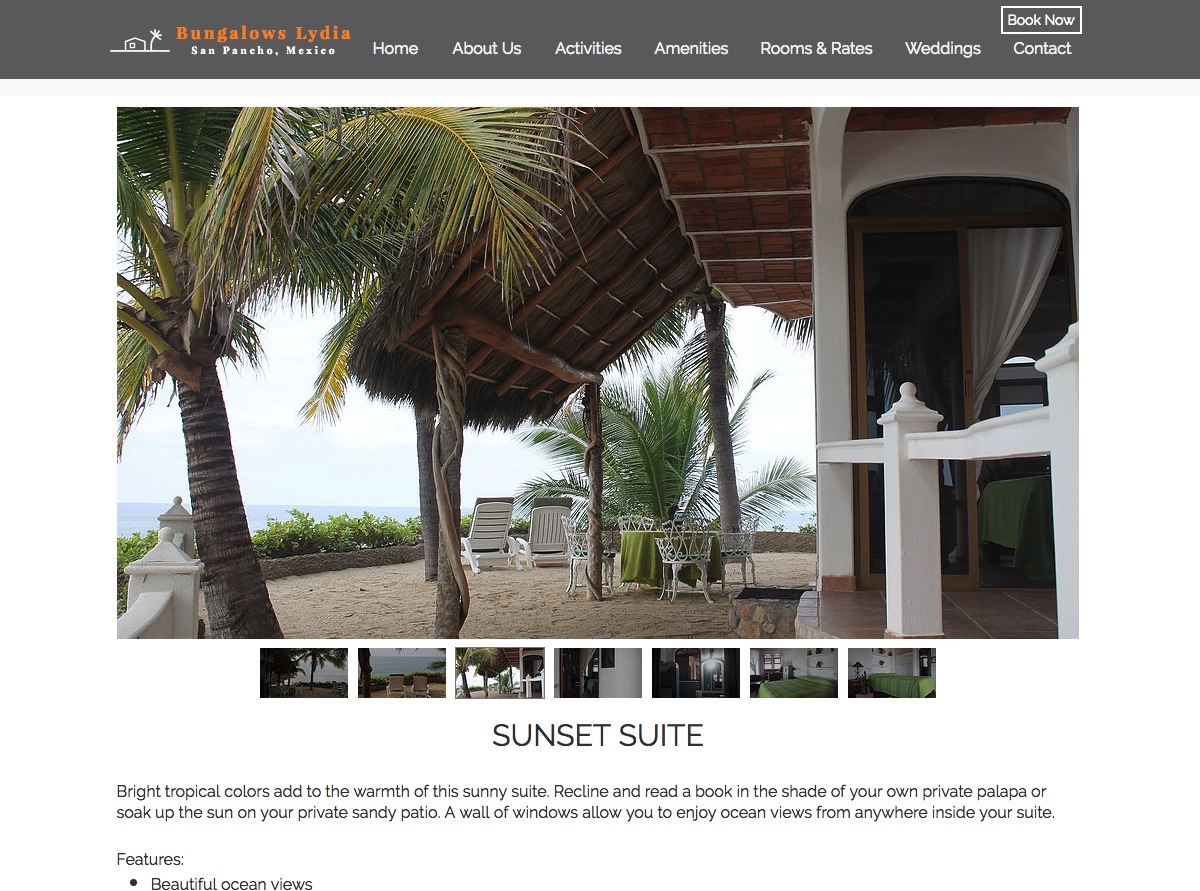 Book Now
Bungalows Lydia
San Pancho, Mexico
Home About Us Activities Amenities Rooms & Rates Weddings Contact
SUNSET SUITE
Bright tropical colors add to the warmth of this sunny suite. Recline and read a book in the shade of your own private palapa or
soak up the sun on your private sandy patio. A wall of windows allow you to enjoy ocean views from anywhere inside your suite.
Features:
• Beautiful ocean views